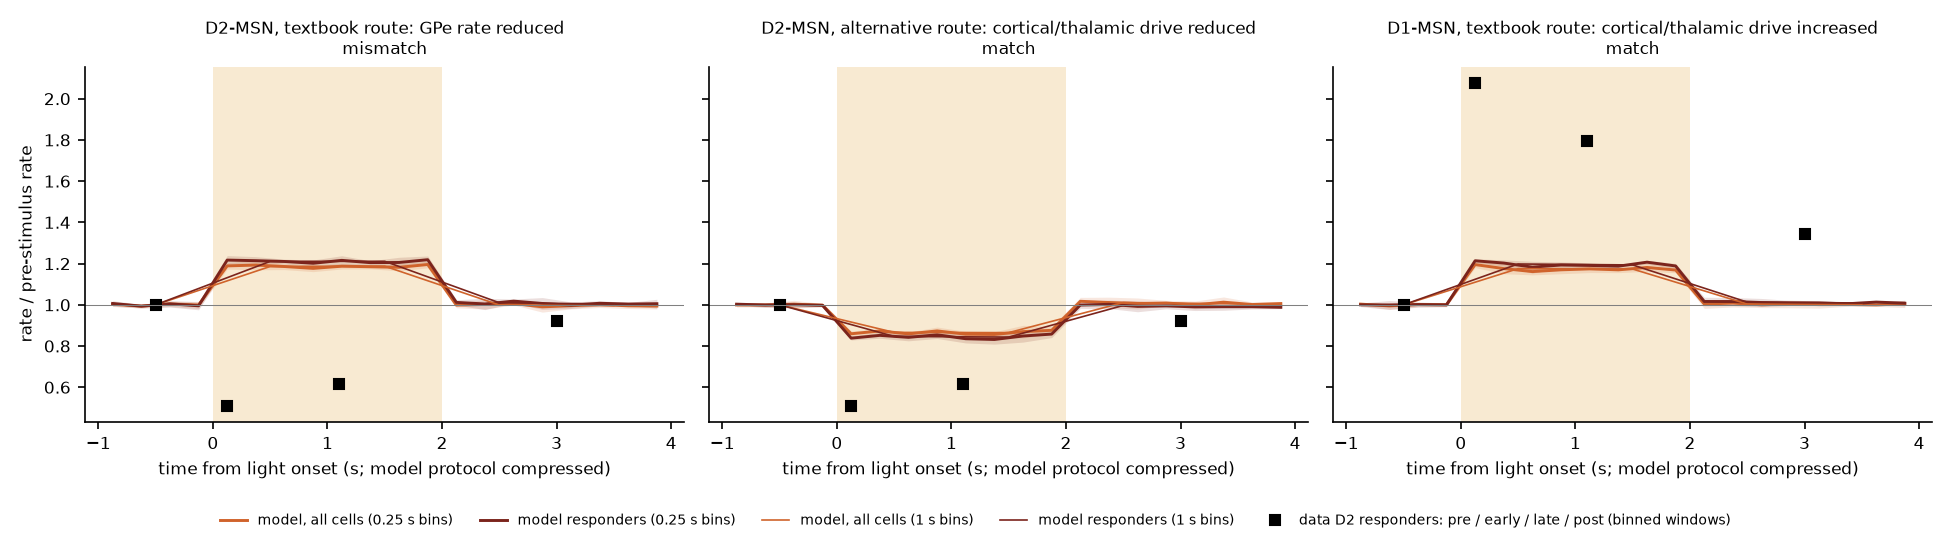 D2-MSN, textbook route: GPe rate reduced
mismatch
D2-MSN, alternative route: cortical/thalamic drive reduced
match
D1-MSN, textbook route: cortical/thalamic drive increased
match
rate / pre-stimulus rate
2.0
1.8
1.6
1.4
1.2
1.0
0.8
0.6
−1 0 1 2 3 4
−1 0 1 2 3 4
−1 0 1 2 3 4
time from light onset (s; model protocol compressed)
time from light onset (s; model protocol compressed)
time from light onset (s; model protocol compressed)
model, all cells (0.25 s bins)
model responders (0.25 s bins)
model, all cells (1 s bins)
model responders (1 s bins)
data D2 responders: pre / early / late / post (binned windows)